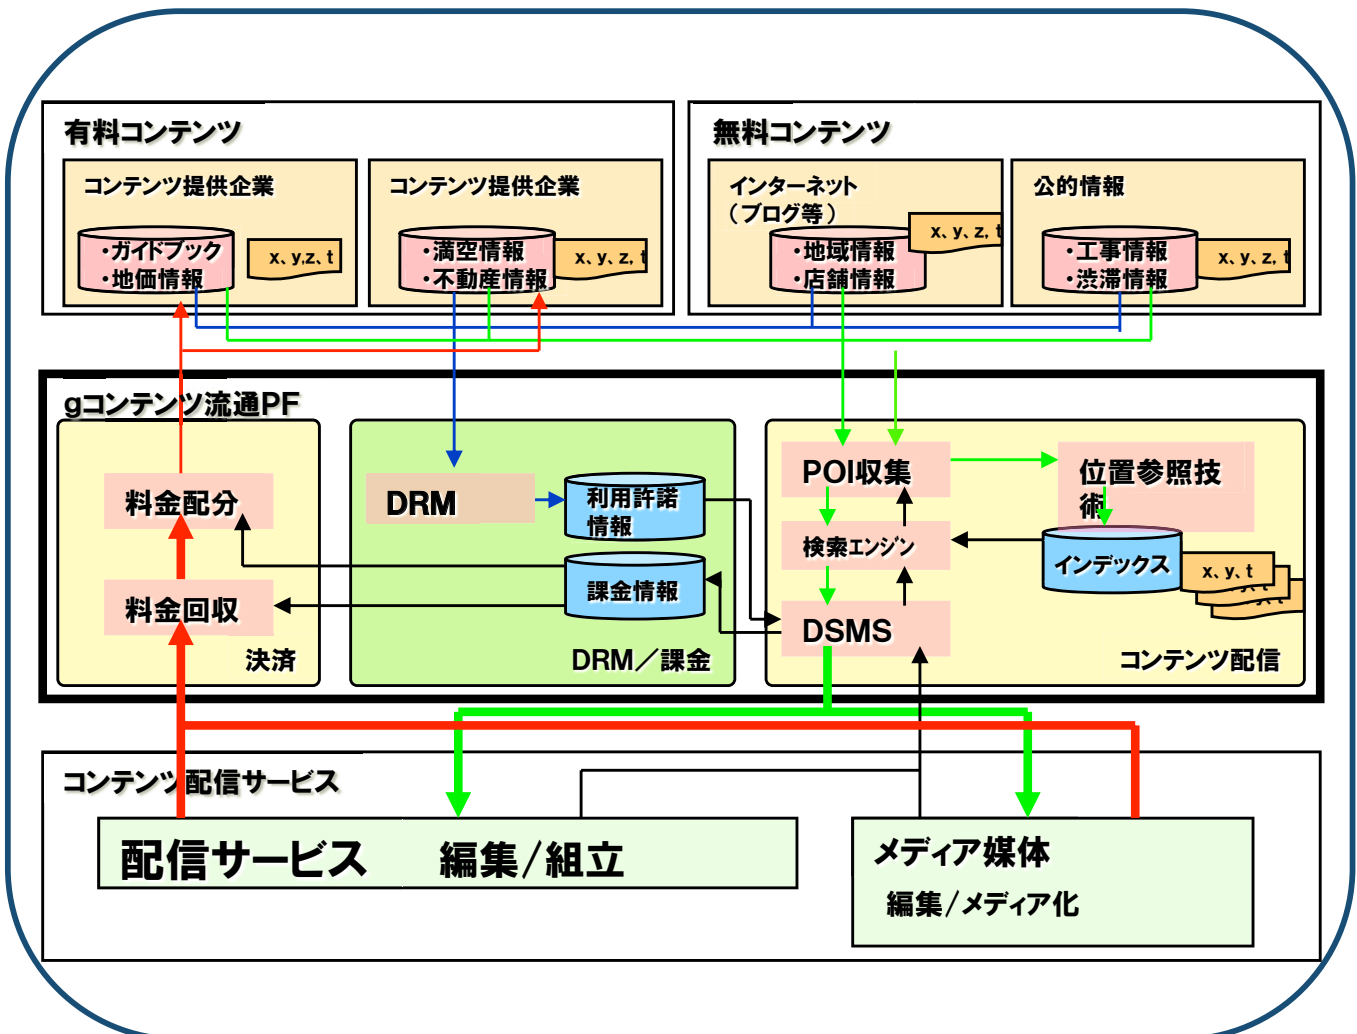 有料コンテンツ
コンテンツ提供企業
・ガイドブック
・地価情報
x、y,z、t
コンテンツ提供企業
・満空情報
・不動産情報
x、y、z, t
無料コンテンツ
インターネット
（ブログ等）
・地域情報
・店舗情報
x、y、z, t
公的情報
・工事情報
・渋滞情報
x、y、z, t
gコンテンツ流通PF
料金配分
料金回収
決済
DRM
利用許諾
情報
課金情報
DRM／課金
POI収集
検索エンジン
DSMS
位置参照技
術
インデックス
x、y、t
コンテンツ配信
コンテンツ配信サービス
配信サービス　編集/組立
メディア媒体
編集/メディア化